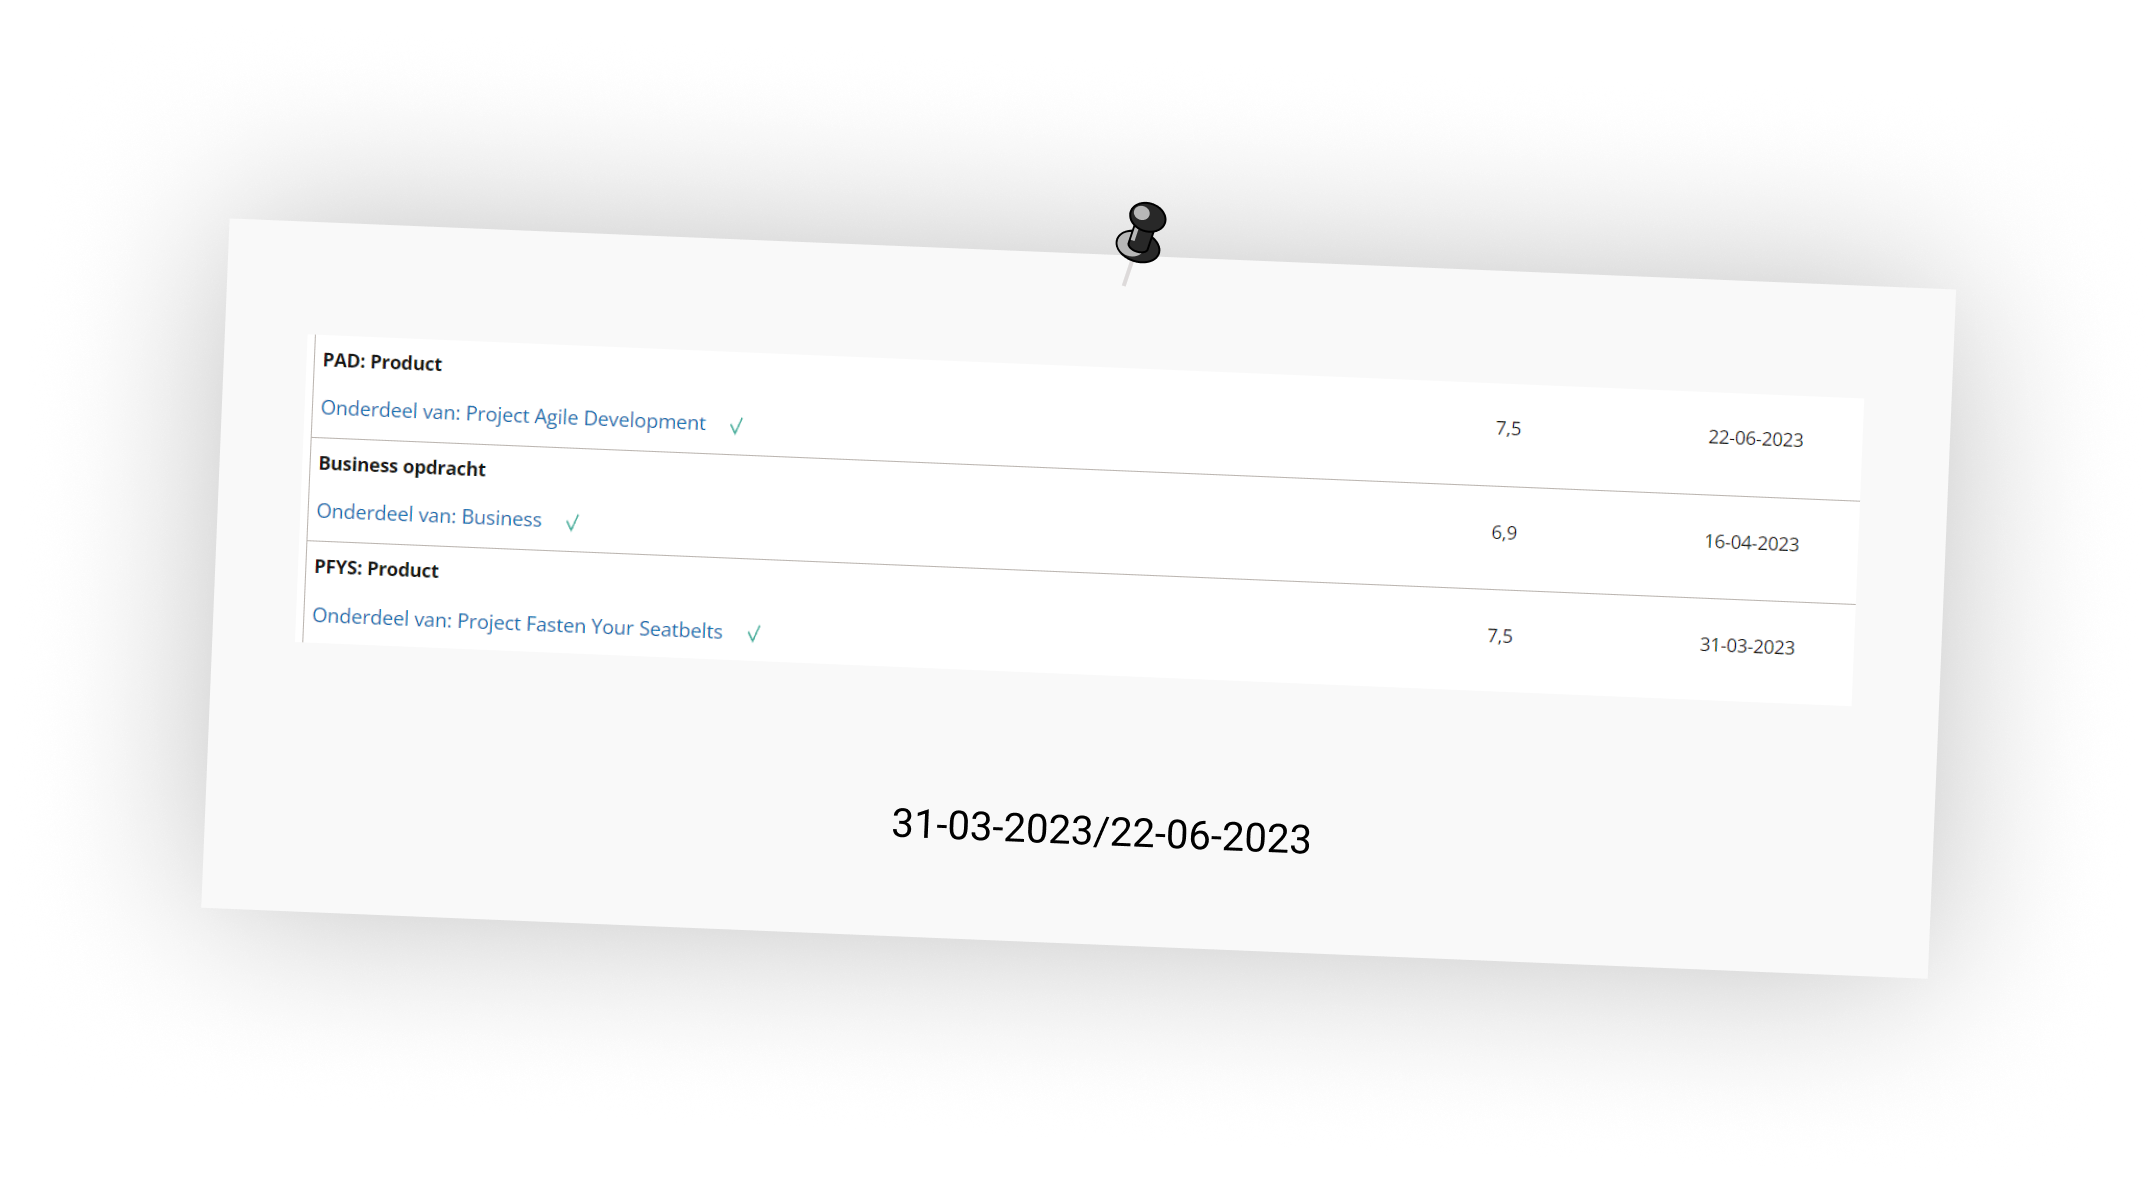 PAD: Product
Onderdeel van: Project Agile Development √
7,5 22-06-2023
Business opdracht
Onderdeel van: Business √
6,9 16-04-2023
PFYS: Product
Onderdeel van: Project Fasten Your Seatbelts √
7,5 31-03-2023
31-03-2023/22-06-2023